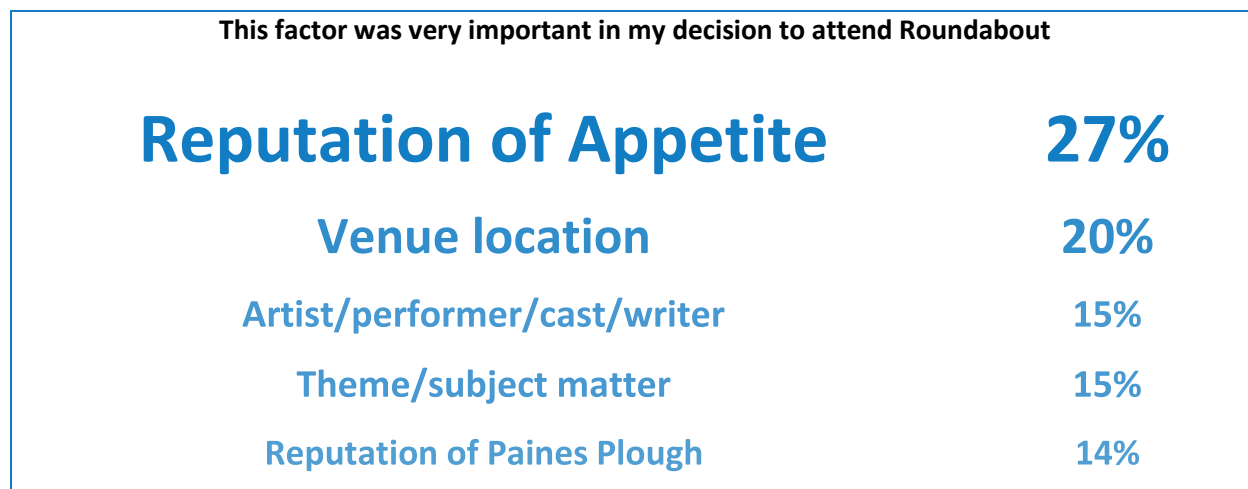 This factor was very important in my decision to attend Roundabout
Reputation of Appetite 27%
Venue location 20%
Artist/performer/cast/writer 15%
Theme/subject matter 15%
Reputation of Paines Plough 14%